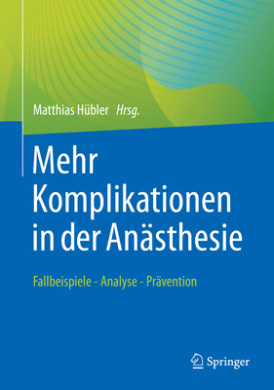 Matthias Hübler Hrsg.
Mehr
Komplikationen
in der Anästhesie
Fallbeispiele - Analyse - Prävention
Springer